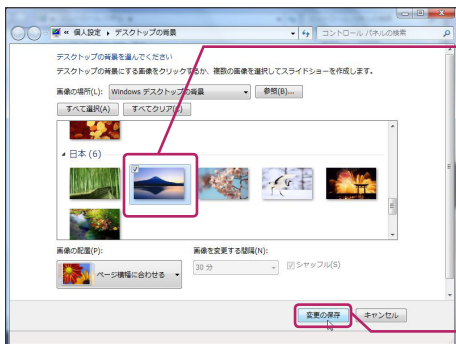 « 個人設定 ▸ デスクトップの背景
コントロール パネルの検索
デスクトップの背景を選んでください
デスクトップの背景にする画像をクリックするか、複数の画像を選択してスライドショーを作成します。
画像の場所(L): Windows デスクトップの背景 参照(B)...
すべて選択(A) すべてクリア(C)
日本 (6)
画像の配置(P): 画像を変更する間隔(N):
ページ横幅に合わせる 30 分 シャッフル(S)
変更の保存 キャンセル